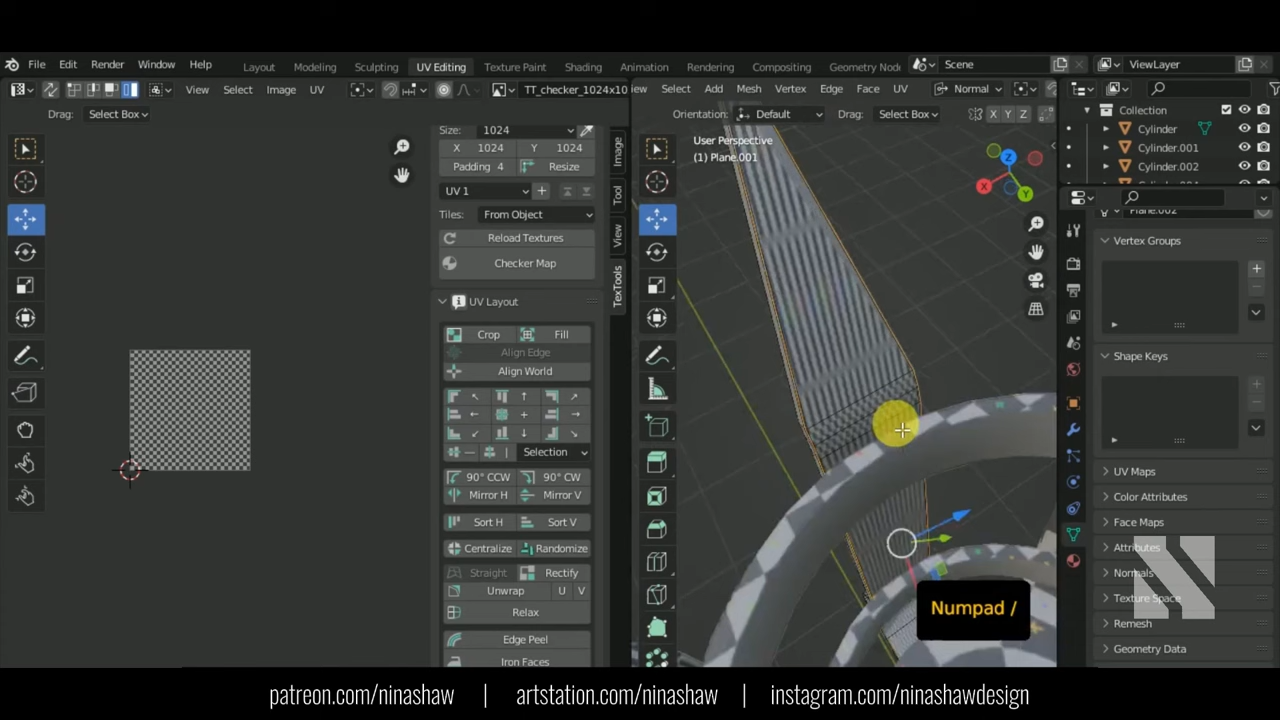 File Edit Render Window Help
Layout Modeling Sculpting UV Editing Texture Paint Shading Animation Rendering Compositing Geometry Node
Scene
ViewLayer
View Select Image UV
TT_checker_1024x10
Select Add Mesh Vertex Edge Face UV
Normal
Drag: Select Box
Orientation: Default
Drag: Select Box
X Y Z
Collection
Cylinder
Cylinder.001
Cylinder.002
Size: 1024
X 1024 Y 1024
Padding 4 Resize
UV 1
Tiles: From Object
Reload Textures
Checker Map
UV Layout
Crop Fill
Align Edge
Align World
Selection
90° CCW 90° CW
Mirror H Mirror V
Sort H Sort V
Centralize Randomize
Straight Rectify
Unwrap U V
Relax
Edge Peel
Iron Faces
Image
Tool
View
TexTools
User Perspective
(1) Plane.001
Z
X
Y
Numpad /
Plane.002
Vertex Groups
Shape Keys
UV Maps
Color Attributes
Face Maps
Attributes
Normals
Texture Space
Remesh
Geometry Data
N
patreon.com/ninashaw | artstation.com/ninashaw | instagram.com/ninashawdesign